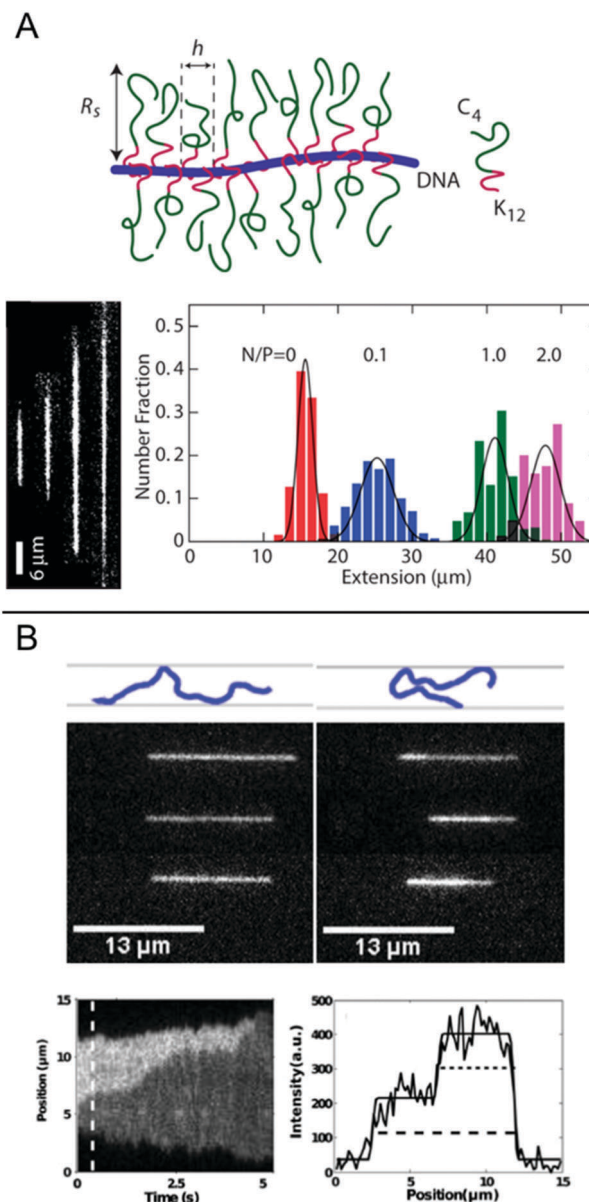 A
Rs
h
C4
DNA
K12
6 μm
N/P=0 0.1 1.0 2.0
Number Fraction
0.5
0.4
0.3
0.2
0.1
0
0 10 20 30 40 50
Extension (μm)
B
13 μm
13 μm
Position(μm)
15
10
5
0
0 2.5 5
Time(s)
Intensity(a.u.)
500
400
300
200
100
0
0 5 10 15
Position(μm)